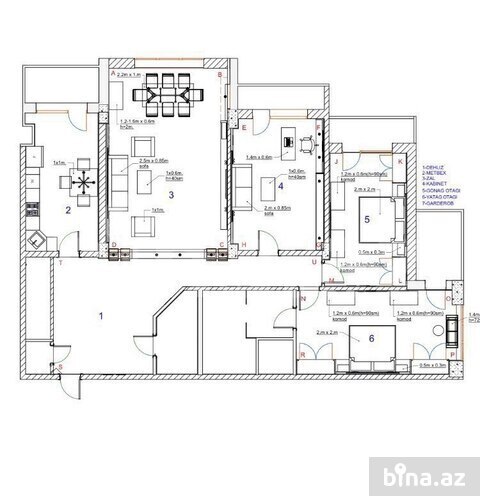 A
2.2m x 1m
B
1.2-1.6m x 0.6m
h=2m.
E
F
1.4m x 0.6m
1x1m
2.5m x 0.85m
sofa
1x0.6m
h=40sm
3
1x0.6m
h=40sm
4
2m x 0.85m
sofa
2
1x1m
D
C
H
G
J
K
1.2m x 0.6m(h=90sm)
komod
2m x 2m
5
0.5m x 0.3m
U
1.2m x 0.6m(h=90sm)
komod
M
L
1-DEHLIZ
2-METBEX
3-ZAL
4-KABINET
5-QONAQ OTAGI
6-YATAQ OTAGI
7-GARDEROB
1
N
O
1.2m x 0.6m(h=90sm)
komod
1.2m x 0.6m(h=90sm)
komod
1.4m
2m x 2m
6
R
P
0.5m x 0.3m
S
bina.az